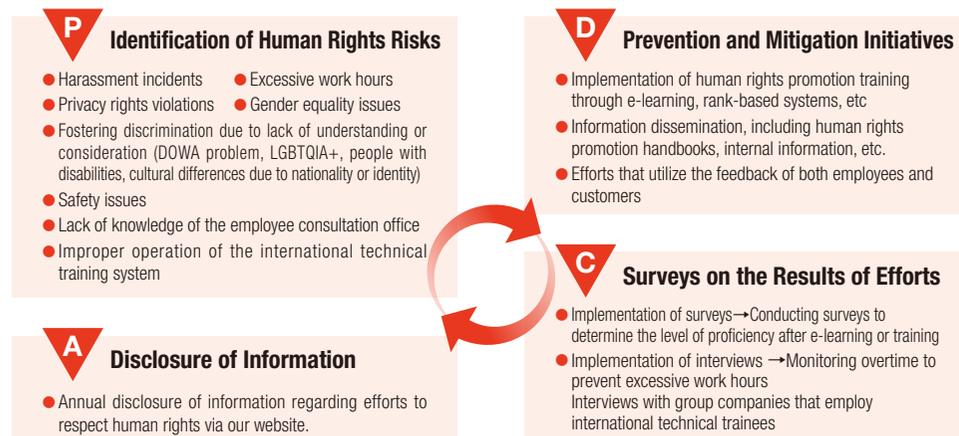 P
Identification of Human Rights Risks
● Harassment incidents ● Excessive work hours
● Privacy rights violations ● Gender equality issues
● Fostering discrimination due to lack of understanding or
consideration (DOWA problem, LGBTQIA+, people with
disabilities, cultural differences due to nationality or identity)
● Safety issues
● Lack of knowledge of the employee consultation office
● Improper operation of the international technical
training system
D
Prevention and Mitigation Initiatives
● Implementation of human rights promotion training
through e-learning, rank-based systems, etc
● Information dissemination, including human rights
promotion handbooks, internal information, etc.
● Efforts that utilize the feedback of both employees and
customers
C
Surveys on the Results of Efforts
● Implementation of surveys→Conducting surveys to
determine the level of proficiency after e-learning or training
● Implementation of interviews →Monitoring overtime to
prevent excessive work hours
Interviews with group companies that employ
international technical trainees
A
Disclosure of Information
● Annual disclosure of information regarding efforts to
respect human rights via our website.